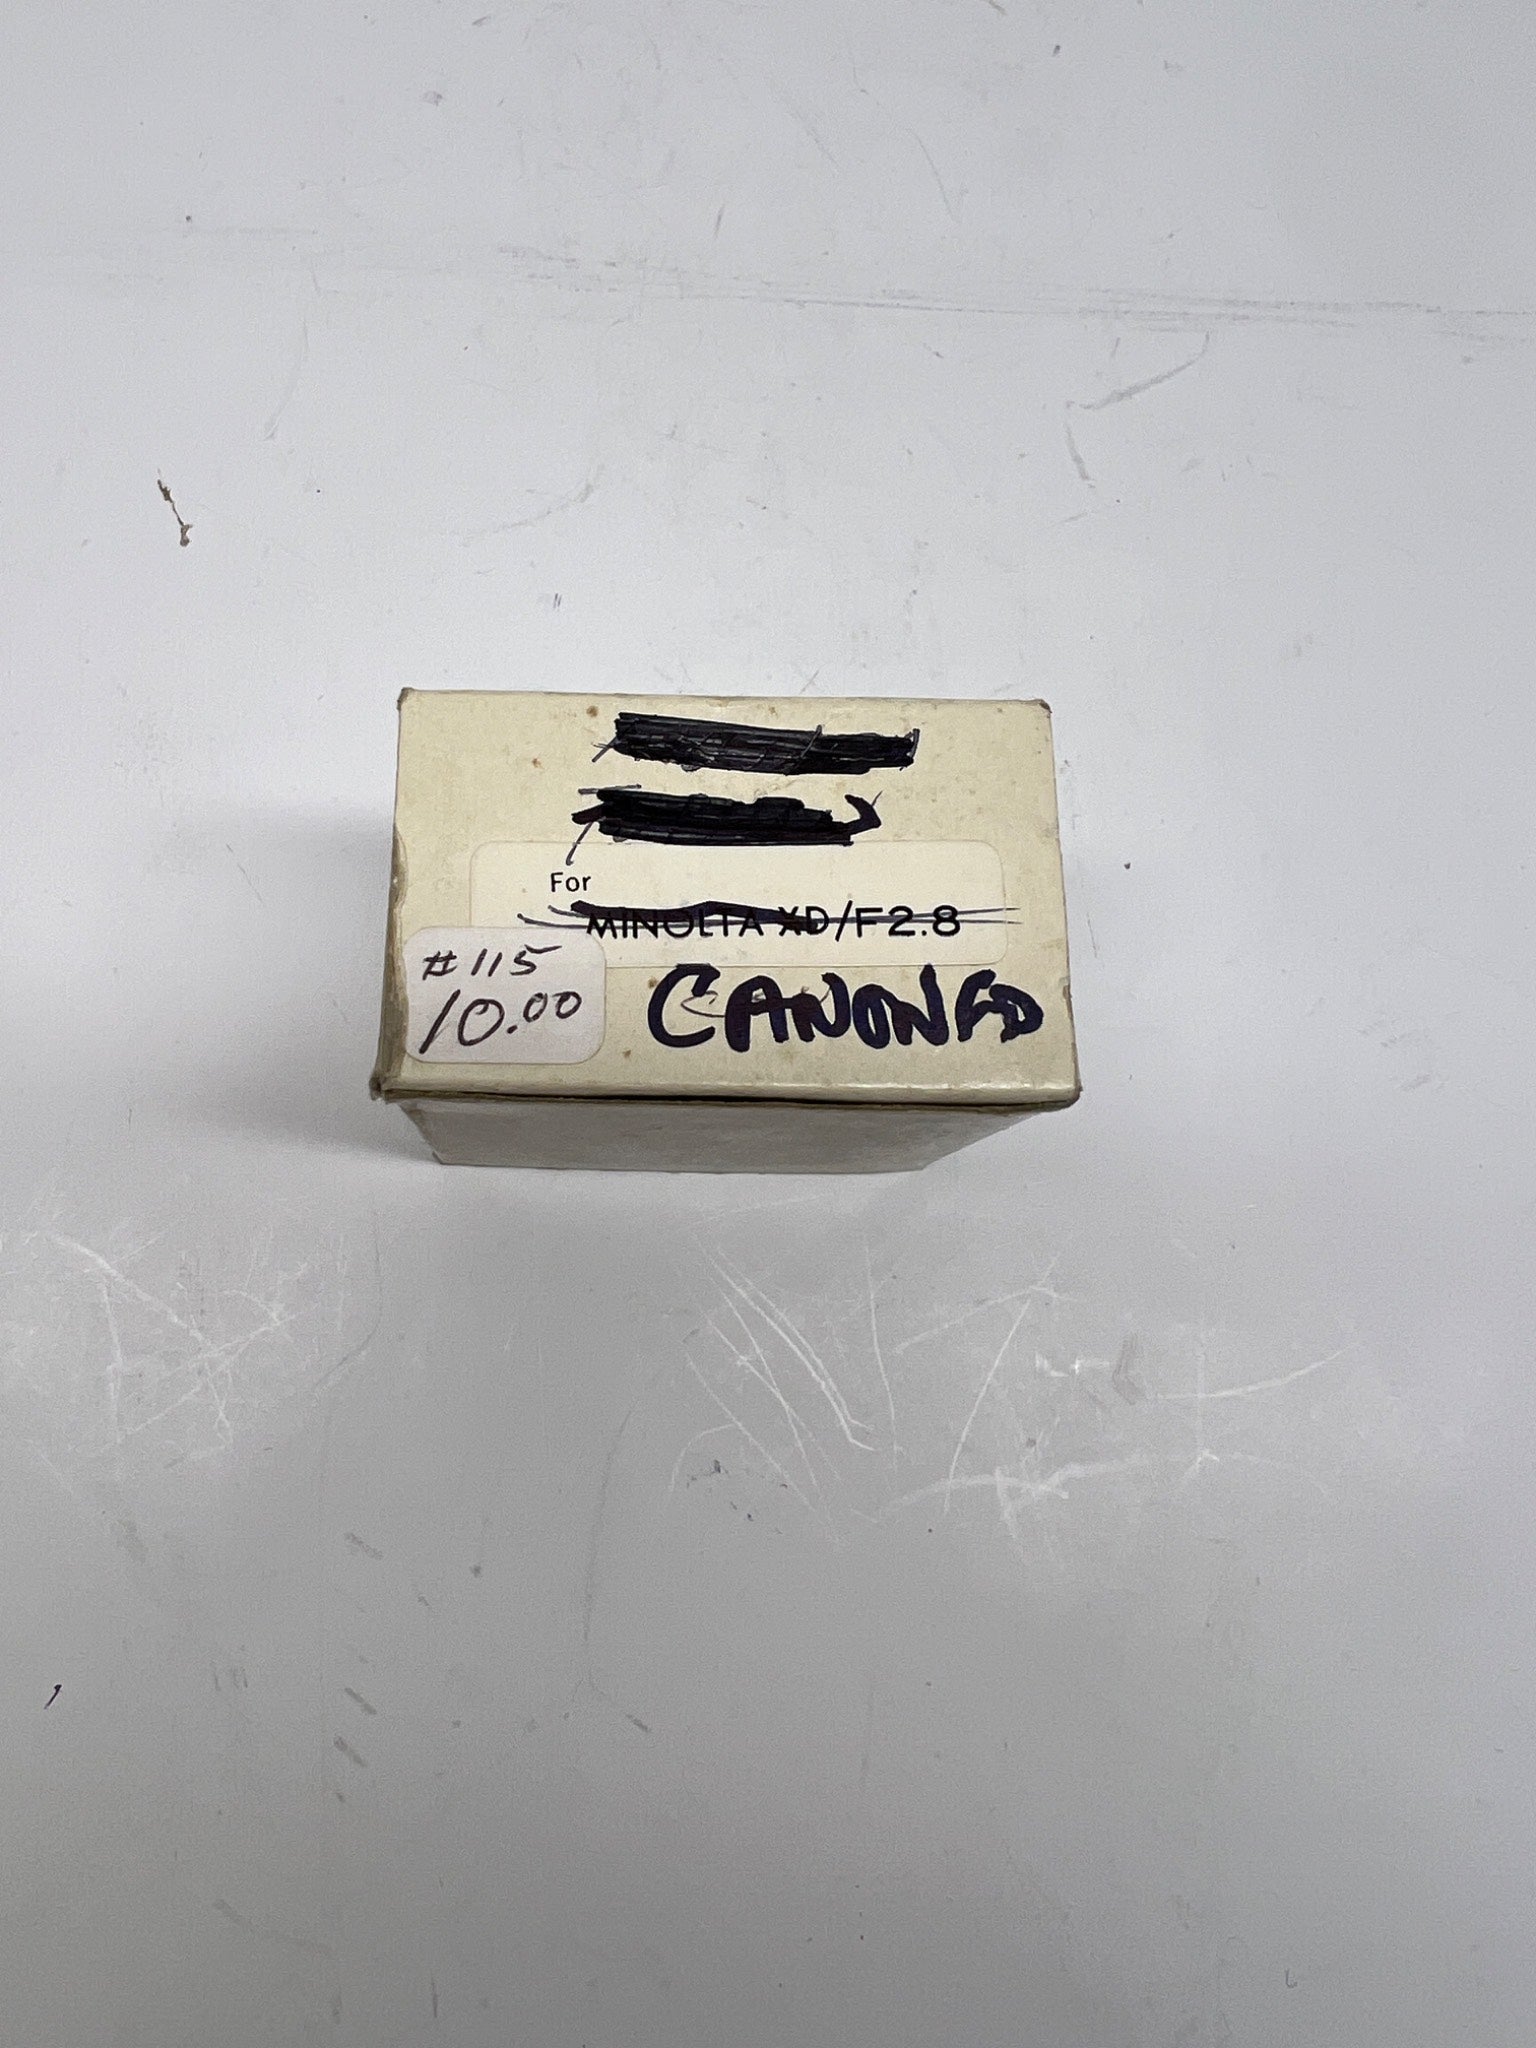 For
MINOLTA XD/F2.8
#115
10.00
CANON FD